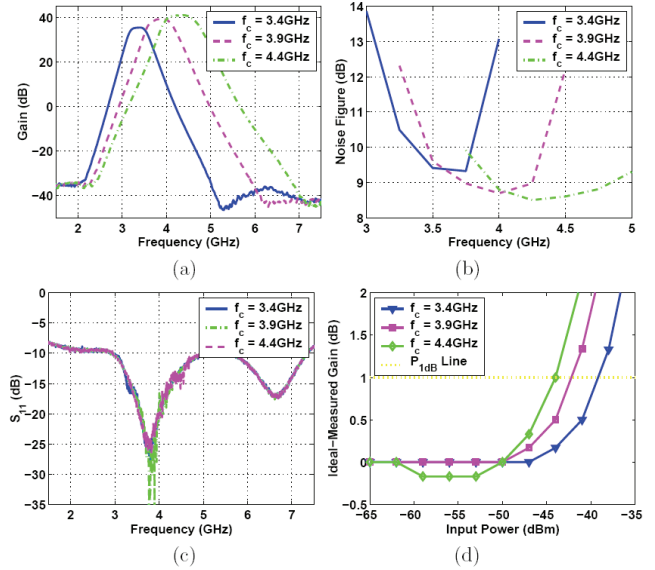 f_c = 3.4GHz
f_c = 3.9GHz
f_c = 4.4GHz
40
20
0
−20
−40
Gain (dB)
2 3 4 5 6 7
Frequency (GHz)
(a)
f_c = 3.4GHz
f_c = 3.9GHz
f_c = 4.4GHz
14
13
12
11
10
9
8
Noise Figure (dB)
3 3.5 4 4.5 5
Frequency (GHz)
(b)
f_c = 3.4GHz
f_c = 3.9GHz
f_c = 4.4GHz
0
−5
−10
−15
−20
−25
−30
−35
S_11 (dB)
2 3 4 5 6 7
Frequency (GHz)
(c)
f_c = 3.4GHz
f_c = 3.9GHz
f_c = 4.4GHz
P_1dB Line
2
1.5
1
0.5
0
0.5
Ideal−Measured Gain (dB)
−65 −60 −55 −50 −45 −40 −35
Input Power (dBm)
(d)